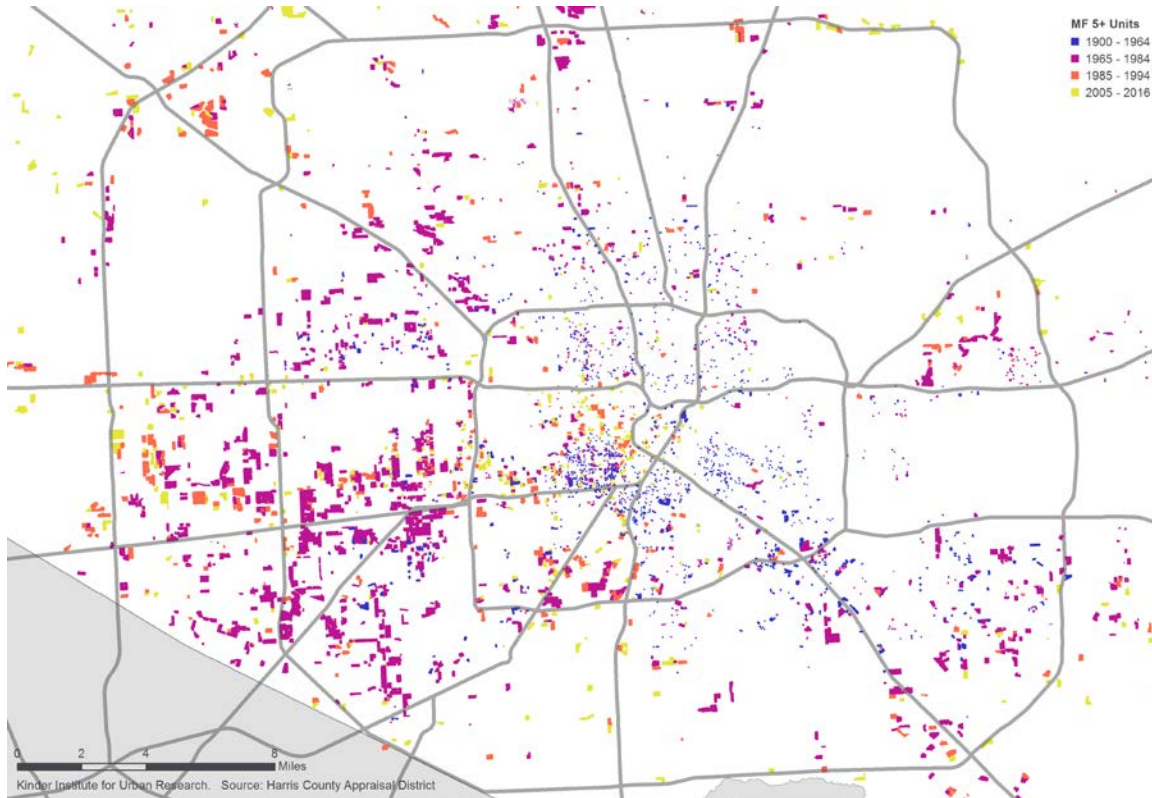 MF 5+ Units
1900 - 1964
1965 - 1984
1985 - 1994
2005 - 2016
0 2 4 8
Miles
Kinder Institute for Urban Research. Source: Harris County Appraisal District